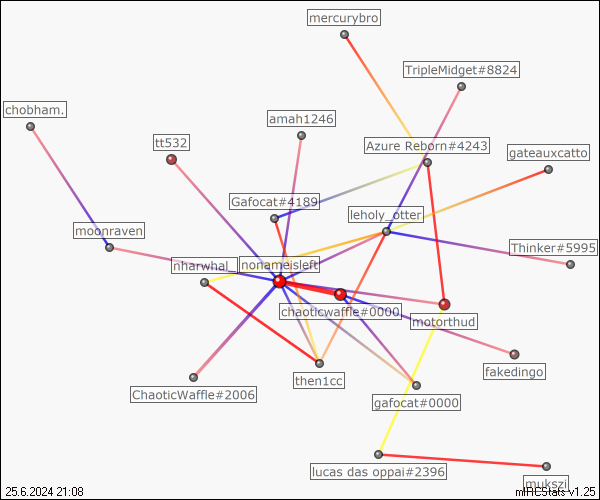 mercurybro
TripleMidget#8824
chobham.
amah1246
tt532
Azure Reborn#4243
gateauxcatto
Gafocat#4189
leholy_otter
moonraven
Thinker#5995
nharwhal_
nonameisleft
chaoticwaffle#0000
motorthud
fakedingo
then1cc
ChaoticWaffle#2006
gafocat#0000
lucas das oppai#2396
mukszi
25.6.2024 21:08
mIRCStats v1.25